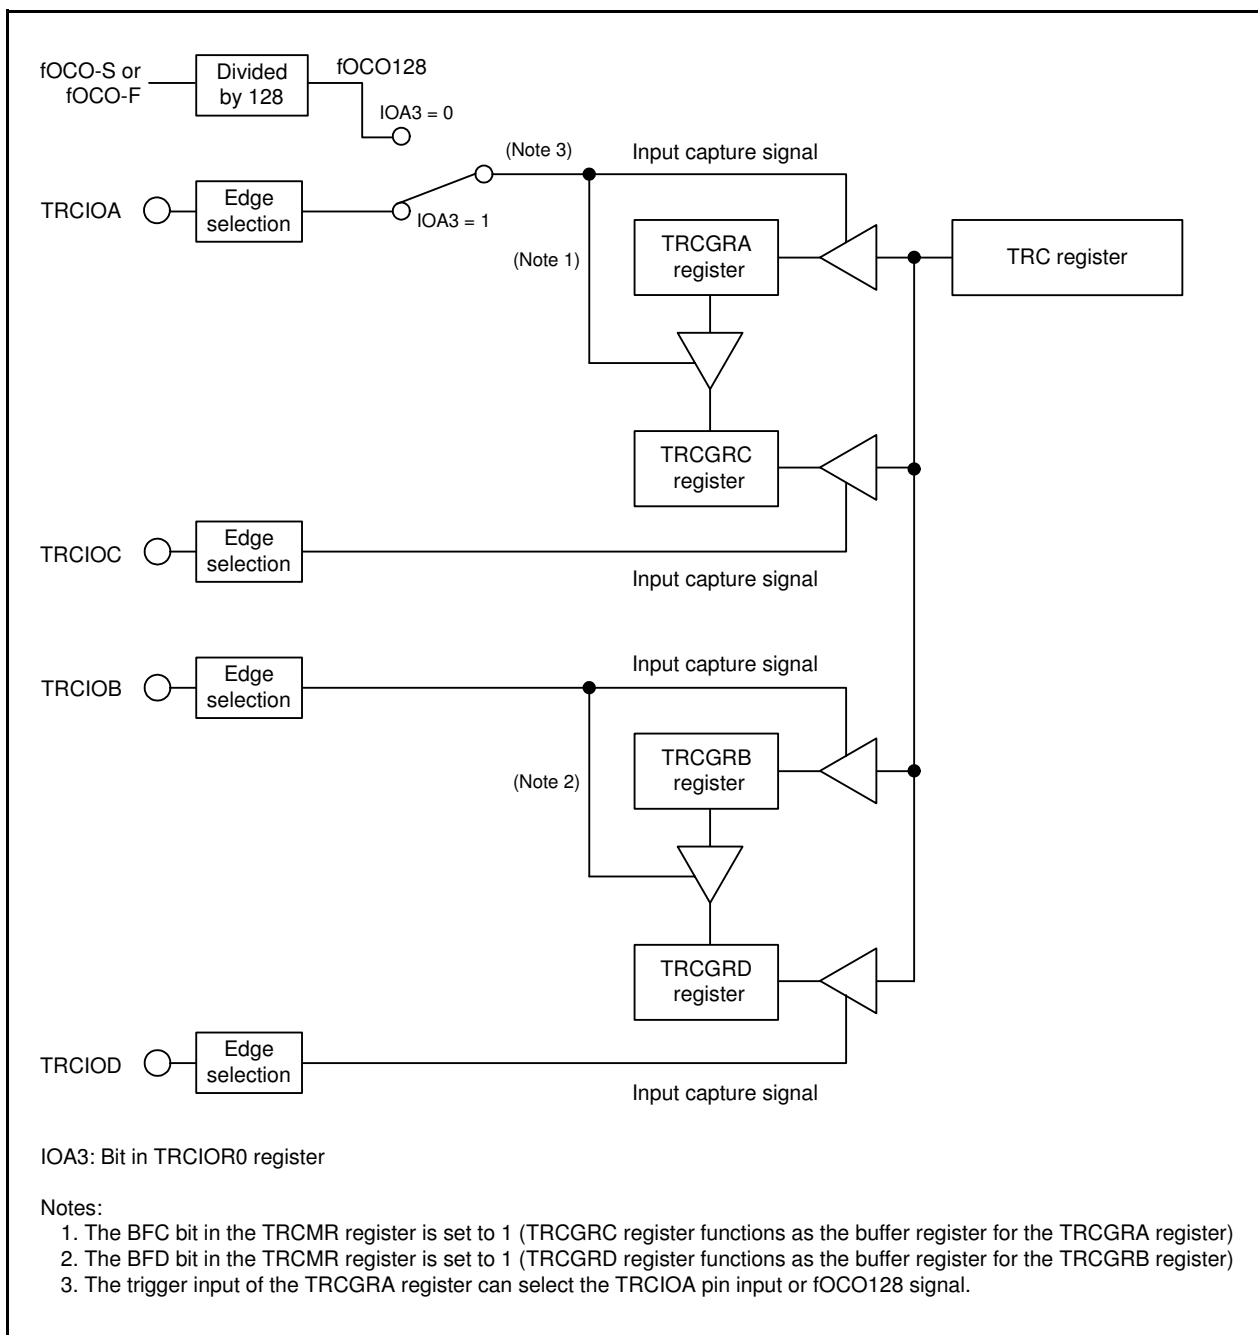 fOCO-S or
fOCO-F
Divided
by 128
fOCO128
IOA3 = 0
(Note 3)
Input capture signal
TRCIOA
Edge
selection
IOA3 = 1
(Note 1)
TRCGRA
register
TRC register
TRCGRC
register
TRCIOC
Edge
selection
Input capture signal
TRCIOB
Edge
selection
Input capture signal
(Note 2)
TRCGRB
register
TRCGRD
register
TRCIOD
Edge
selection
Input capture signal
IOA3: Bit in TRCIOR0 register
Notes:
1. The BFC bit in the TRCMR register is set to 1 (TRCGRC register functions as the buffer register for the TRCGRA register)
2. The BFD bit in the TRCMR register is set to 1 (TRCGRD register functions as the buffer register for the TRCGRB register)
3. The trigger input of the TRCGRA register can select the TRCIOA pin input or fOCO128 signal.